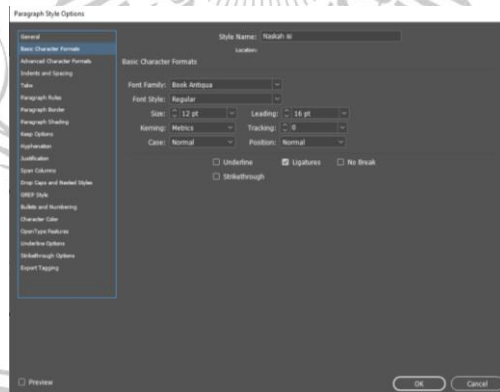 Paragraph Style Options
General
Basic Character Formats
Advanced Character Formats
Indents and Spacing
Tabs
Paragraph Rules
Paragraph Border
Paragraph Shading
Keep Options
Hyphenation
Justification
Span Columns
Drop Caps and Nested Styles
GREP Style
Bullets and Numbering
Character Color
OpenType Features
Underline Options
Strikethrough Options
Export Tagging
Style Name: Naskah isi
Location:
Basic Character Formats
Font Family: Book Antiqua
Font Style: Regular
Size: 12 pt Leading: 16 pt
Kerning: Metrics Tracking: 0
Case: Normal Position: Normal
Underline Ligatures No Break
Strikethrough
Preview
OK Cancel